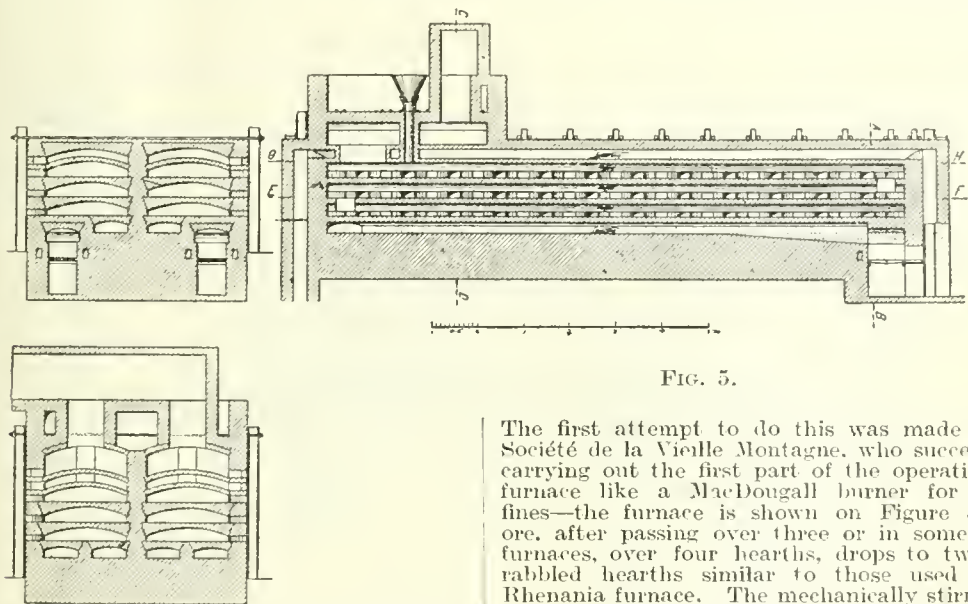 C
A
Θ
H
E
F
B
FIG. 5.
The first attempt to do this was made
Société de la Vieille Montagne, who succe
carrying out the first part of the operati
furnace like a MacDougall burner for
fines—the furnace is shown on Figure
ore, after passing over three or in some
furnaces, over four hearths, drops to tw
rabbled hearths similar to those used
Rhenania furnace. The mechanically stirr